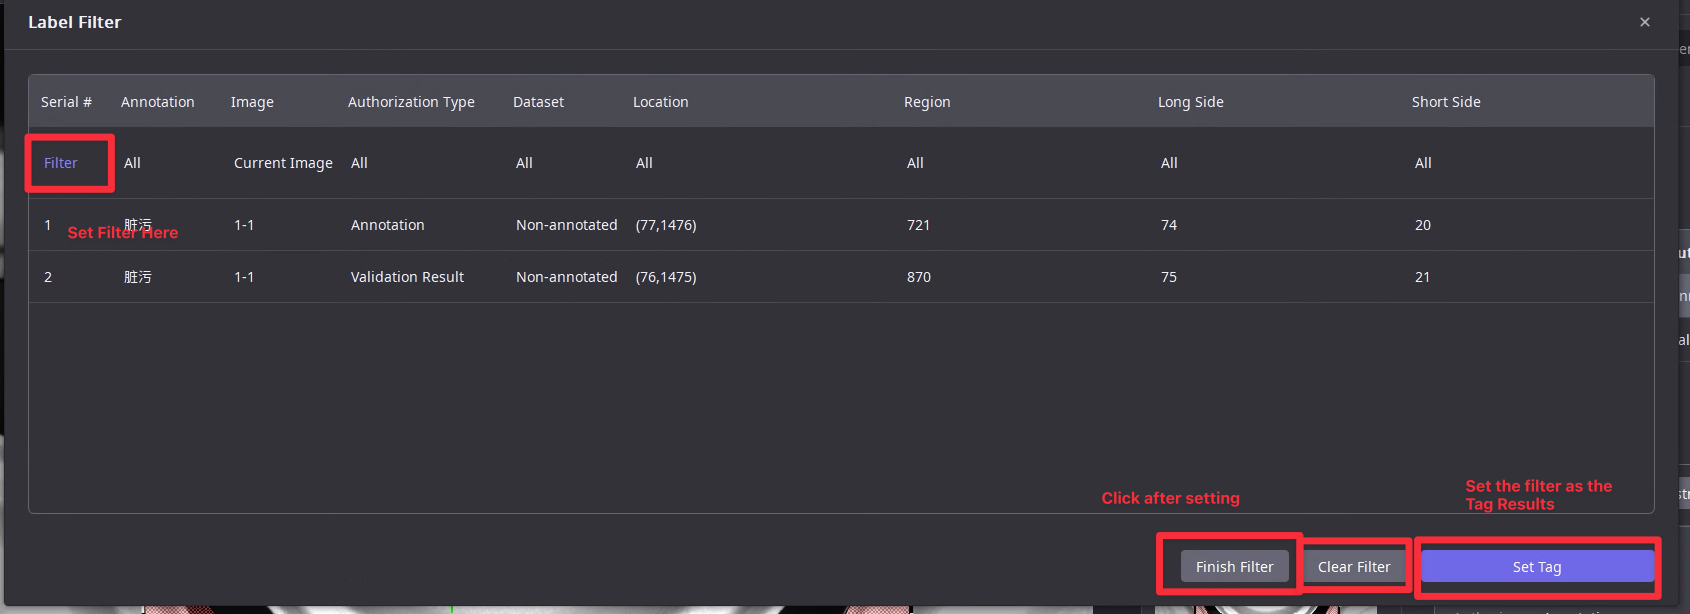 Label Filter
Serial # Annotation Image Authorization Type Dataset Location Region Long Side Short Side
Filter All Current Image All All All All All All
1 脏污 1-1 Annotation Non-annotated (77,1476) 721 74 20
Set Filter Here
2 脏污 1-1 Validation Result Non-annotated (76,1475) 870 75 21
Click after setting
Set the filter as the
Tag Results
Finish Filter Clear Filter Set Tag